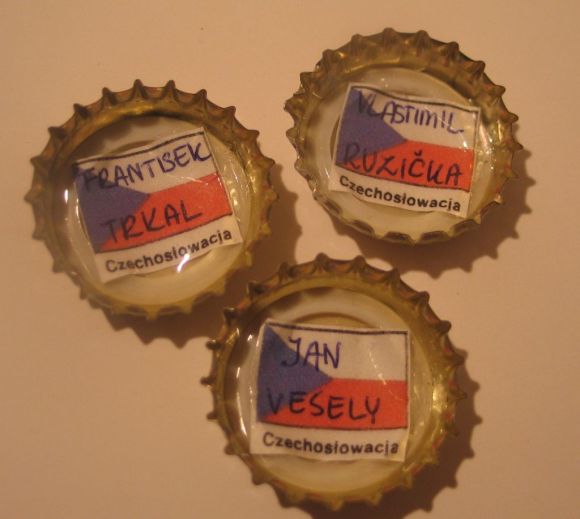 FRANTISEK
TRKAL
Czechosłowacja
VLASTIMIL
RUZIČKA
Czechosłowacja
JAN
VESELY
Czechosłowacja